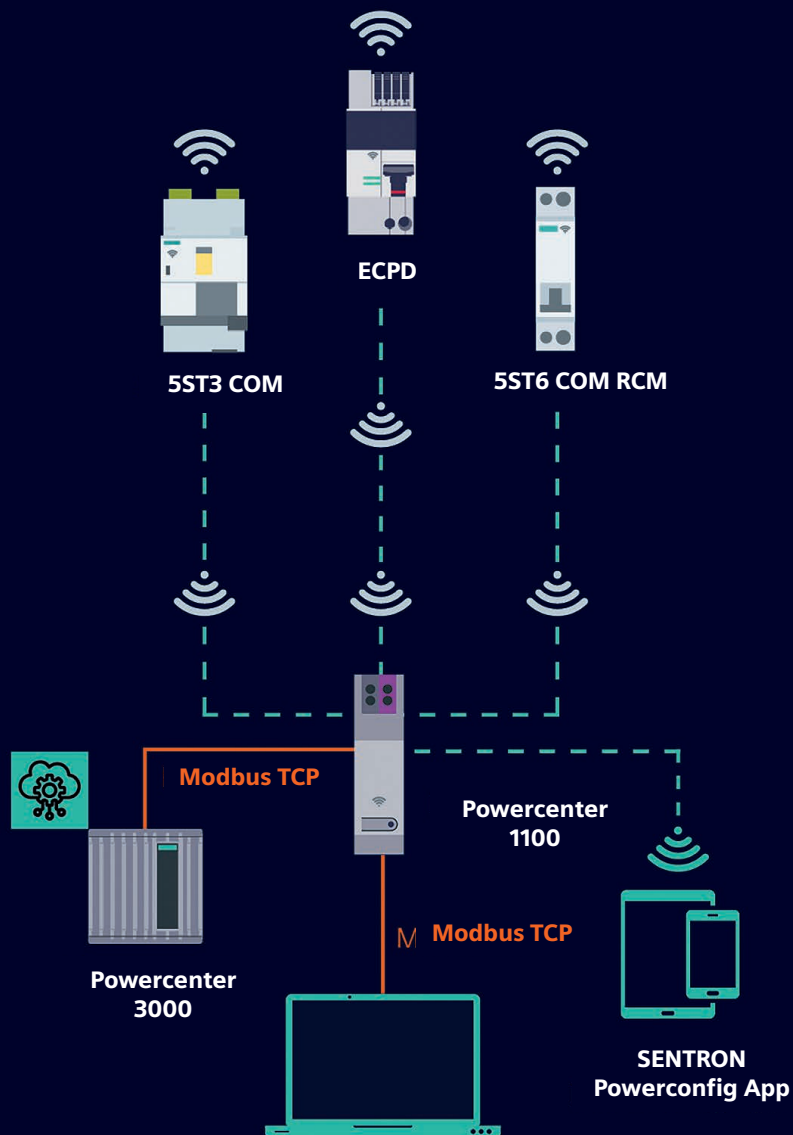 ECPD
5ST3 COM
5ST6 COM RCM
Modbus TCP
Powercenter
1100
M Modbus TCP
Powercenter
3000
SENTRON
Powerconfig App